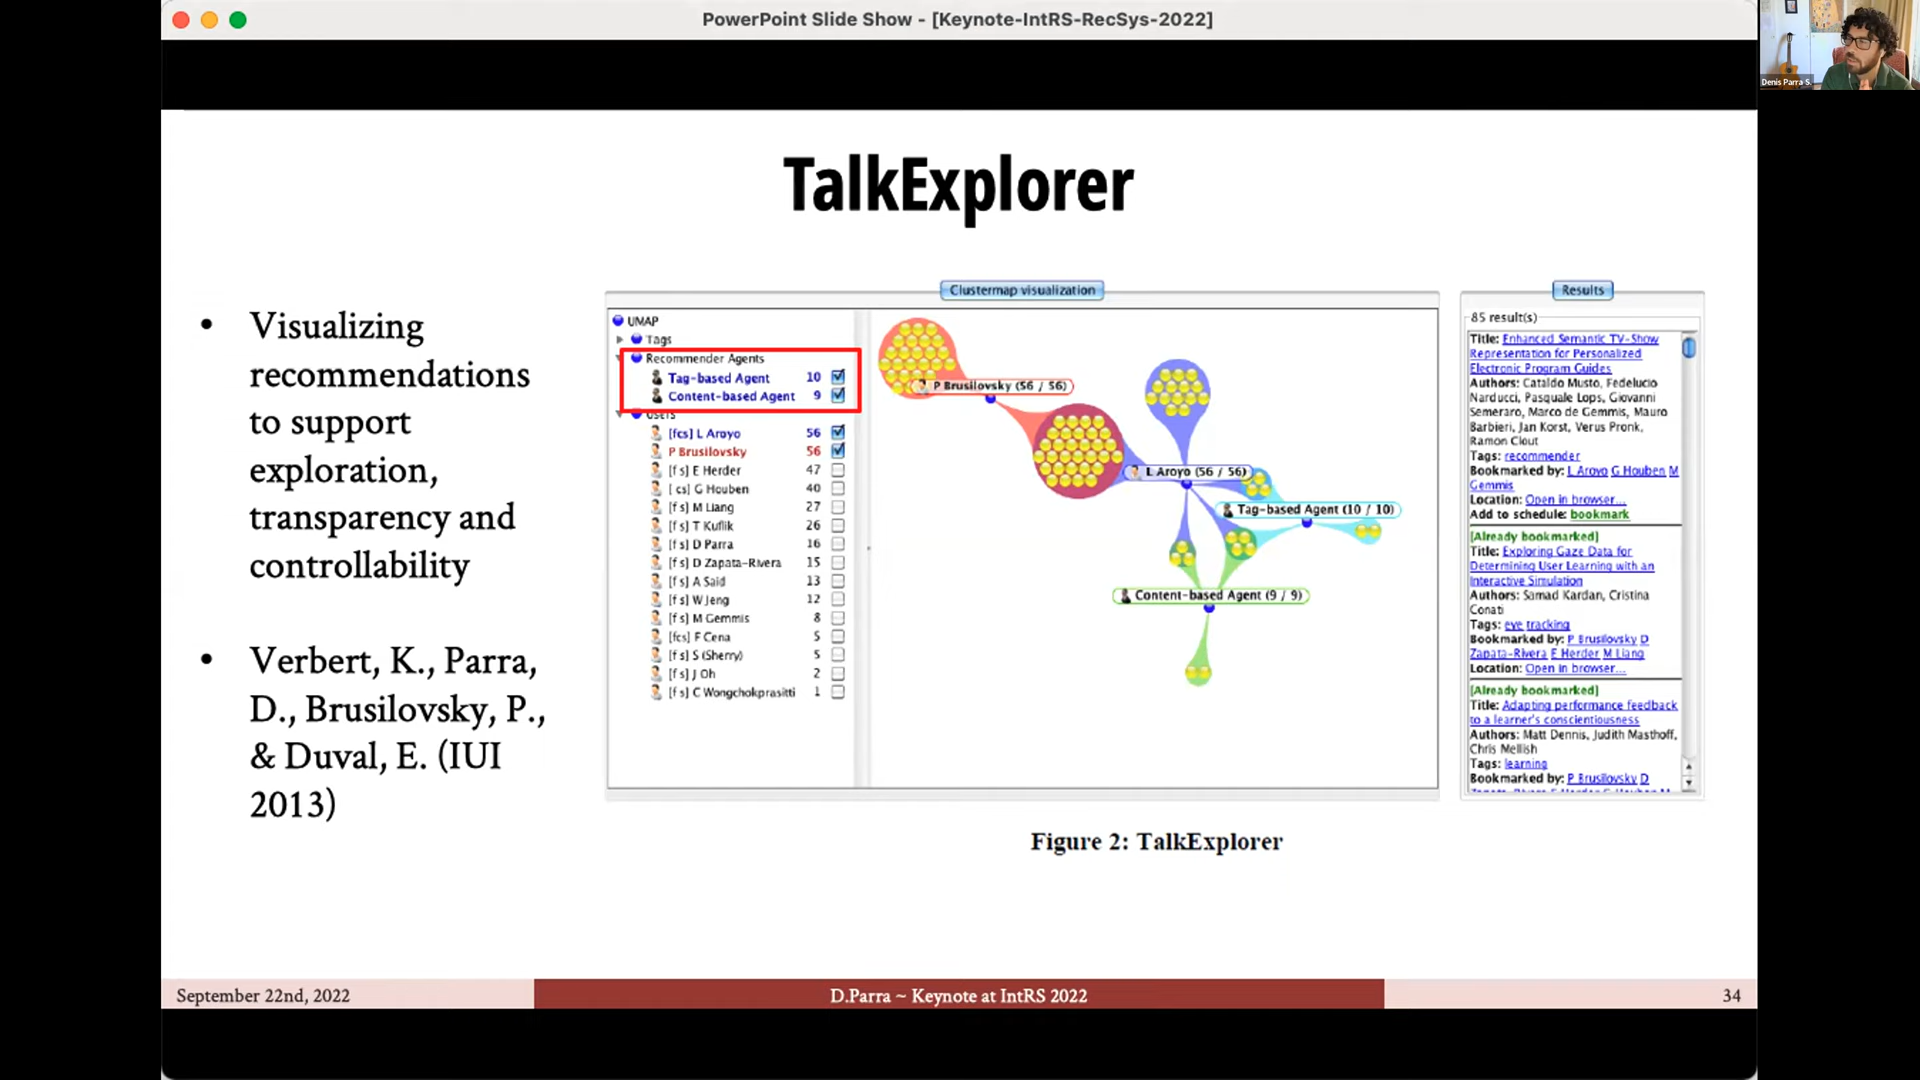 PowerPoint Slide Show - [Keynote-IntRS-RecSys-2022]
Denis Parra S.
TalkExplorer
• Visualizing
recommendations
to support
exploration,
transparency and
controllability
• Verbert, K., Parra,
D., Brusilovsky, P.,
& Duval, E. (IUI
2013)
Clustermap visualization
UMAP
Tags
Recommender Agents
Tag-based Agent 10
Content-based Agent 9
Users
[fcs] L Aroyo 56
P Brusilovsky 56
[f s] E Herder 47
[ cs] G Houben 40
[f s] M Liang 27
[f s] T Kuflik 26
[f s] D Parra 16
[f s] D Zapata-Rivera 15
[f s] A Said 13
[f s] W Jeng 12
[f s] M Gemmis 8
[fcs] F Cena 5
[f s] S (Sherry) 5
[f s] J Oh 2
[f s] C Wongchokprasitti 1
P Brusilovsky (56 / 56)
L Aroyo (56 / 56)
Tag-based Agent (10 / 10)
Content-based Agent (9 / 9)
Results
85 result(s)
Title: Enhanced Semantic TV-Show
Representation for Personalized
Electronic Program Guides
Authors: Cataldo Musto, Fedelucio
Narducci, Pasquale Lops, Giovanni
Semeraro, Marco de Gemmis, Mauro
Barbieri, Jan Korst, Verus Pronk,
Ramon Clout
Tags: recommender
Bookmarked by: L Aroyo G Houben M
Gemmis
Location: Open in browser...
Add to schedule: bookmark
[Already bookmarked]
Title: Exploring Gaze Data for
Determining User Learning with an
Interactive Simulation
Authors: Samad Kardan, Cristina
Conati
Tags: eye tracking
Bookmarked by: P Brusilovsky D
Zapata-Rivera E Herder M Liang
Location: Open in browser...
[Already bookmarked]
Title: Adapting performance feedback
to a learner's conscientiousness
Authors: Matt Dennis, Judith Masthoff,
Chris Mellish
Tags: learning
Bookmarked by: P Brusilovsky D
Figure 2: TalkExplorer
September 22nd, 2022
D.Parra ~ Keynote at IntRS 2022
34